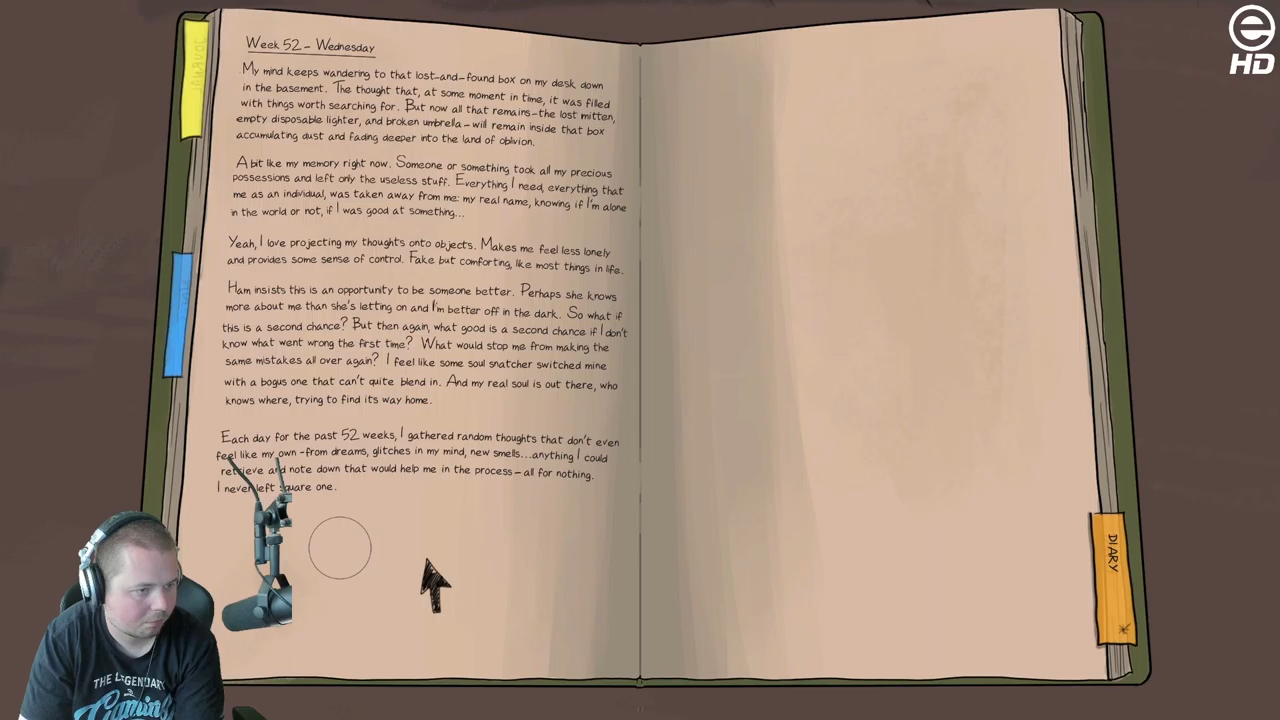 Week 52 - Wednesday
My mind keeps wandering to that lost-and-found box on my desk down
in the basement. The thought that, at some moment in time, it was filled
with things worth searching for. But now all that remains-the lost mitten,
empty disposable lighter, and broken umbrella-will remain inside that box
accumulating dust and fading deeper into the land of oblivion.
A bit like my memory right now. Someone or something took all my precious
possessions and left only the useless stuff. Everything I need, everything that
me as an individual, was taken away from me: my real name, knowing if I'm alone
in the world or not, if I was good at something...
Yeah, I love projecting my thoughts onto objects. Makes me feel less lonely
and provides some sense of control. Fake but comforting, like most things in life.
Ham insists this is an opportunity to be someone better. Perhaps she knows
more about me than she's letting on and I'm better off in the dark. So what if
this is a second chance? But then again, what good is a second chance if I don't
know what went wrong the first time? What would stop me from making the
same mistakes all over again? I feel like some soul snatcher switched mine
with a bogus one that can't quite blend in. And my real soul is out there, who
knows where, trying to find its way home.
Each day for the past 52 weeks, I gathered random thoughts that don't even
feel like my own -from dreams, glitches in my mind, new smells...anything I could
retrieve and note down that would help me in the process- all for nothing.
I never left square one.
JOURNAL
DIARY
e
HD
THE LEGENDARY
Gaming